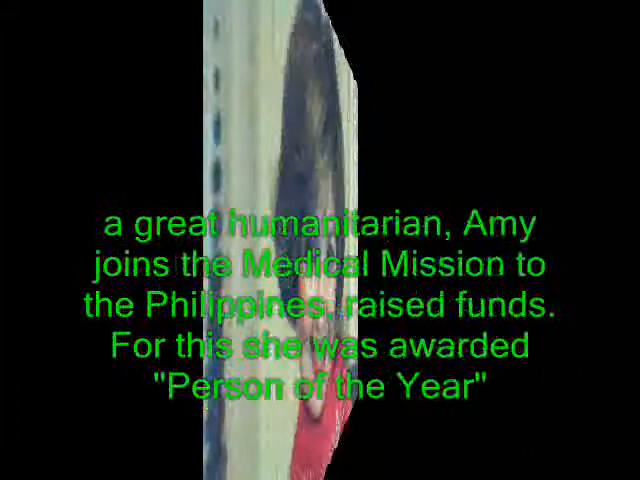 a great humanitarian, Amy
joins the Medical Mission to
the Philippines, raised funds.
For this she was awarded
"Person of the Year"